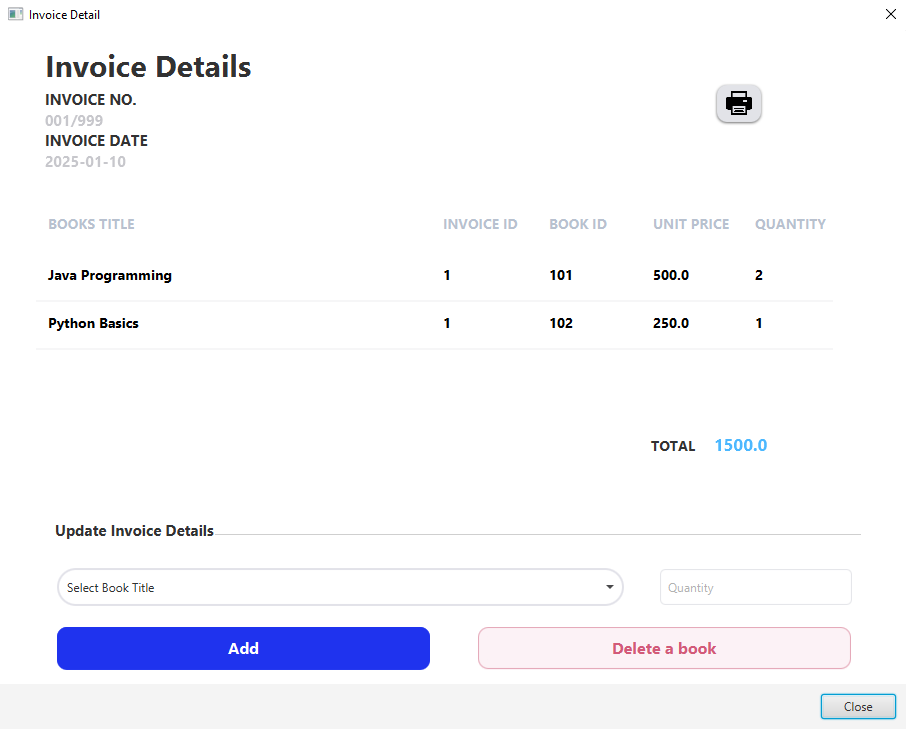 Invoice Detail
Invoice Details
INVOICE NO.
001/999
INVOICE DATE
2025-01-10
BOOKS TITLE INVOICE ID BOOK ID UNIT PRICE QUANTITY
Java Programming 1 101 500.0 2
Python Basics 1 102 250.0 1
TOTAL 1500.0
Update Invoice Details
Select Book Title Quantity
Add Delete a book
Close